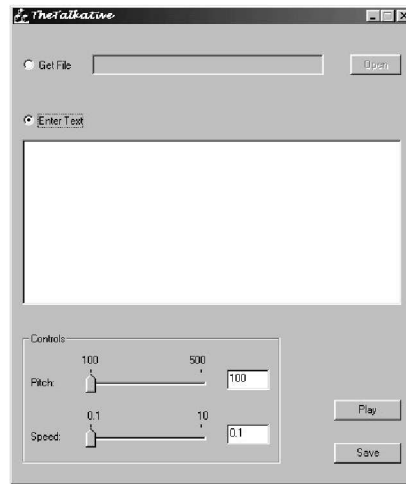 TheTalkative
Get File
Open
Enter Text
Controls
100 500
Pitch: 100
0.1 10
Speed: 0.1
Play
Save